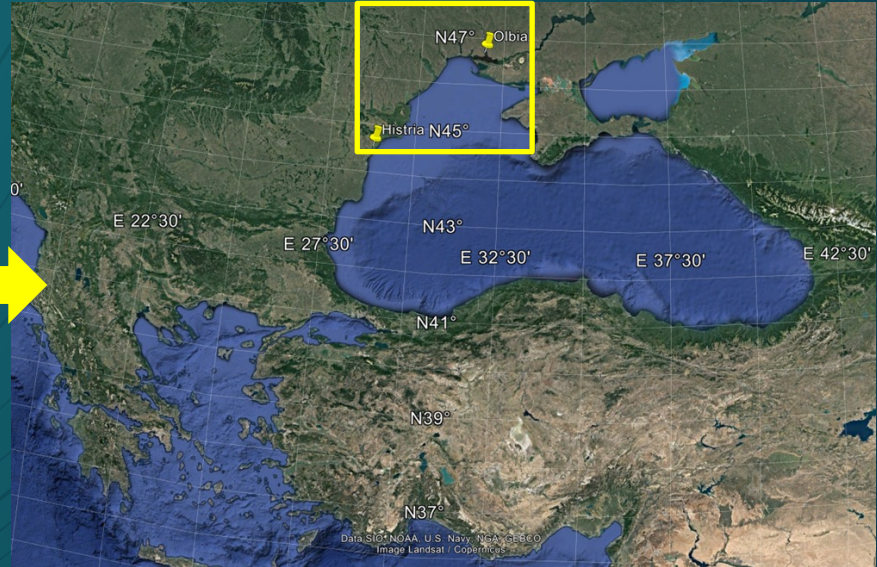 N47° Olbia
Histria N45°
0'
E 22°30'
N43°
E 27°30'
E 32°30'
E 37°30'
E 42°30'
N41°
N39°
N37°
Data SIO, NOAA, U.S. Navy, NGA, GEBCO
Image Landsat / Copernicus